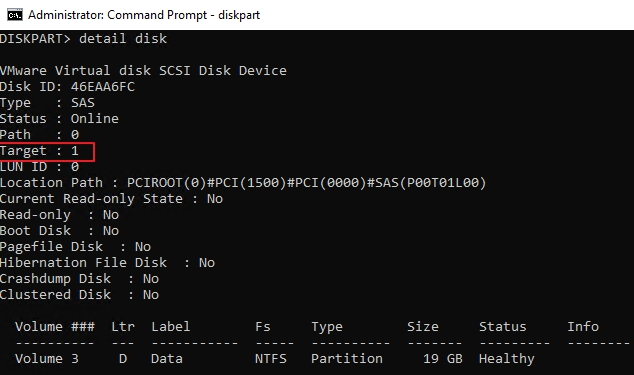 Administrator: Command Prompt - diskpart
DISKPART> detail disk
VMware Virtual disk SCSI Disk Device
Disk ID: 46EAA6FC
Type   : SAS
Status : Online
Path   : 0
Target : 1
LUN ID : 0
Location Path : PCIROOT(0)#PCI(1500)#PCI(0000)#SAS(P00T01L00)
Current Read-only State : No
Read-only  : No
Boot Disk  : No
Pagefile Disk  : No
Hibernation File Disk  : No
Crashdump Disk  : No
Clustered Disk  : No
  Volume ###  Ltr  Label        Fs     Type        Size     Status     Info
  ----------  ---  -----------  -----  ----------  -------  ---------  --------
  Volume 3     D   Data         NTFS   Partition     19 GB  Healthy